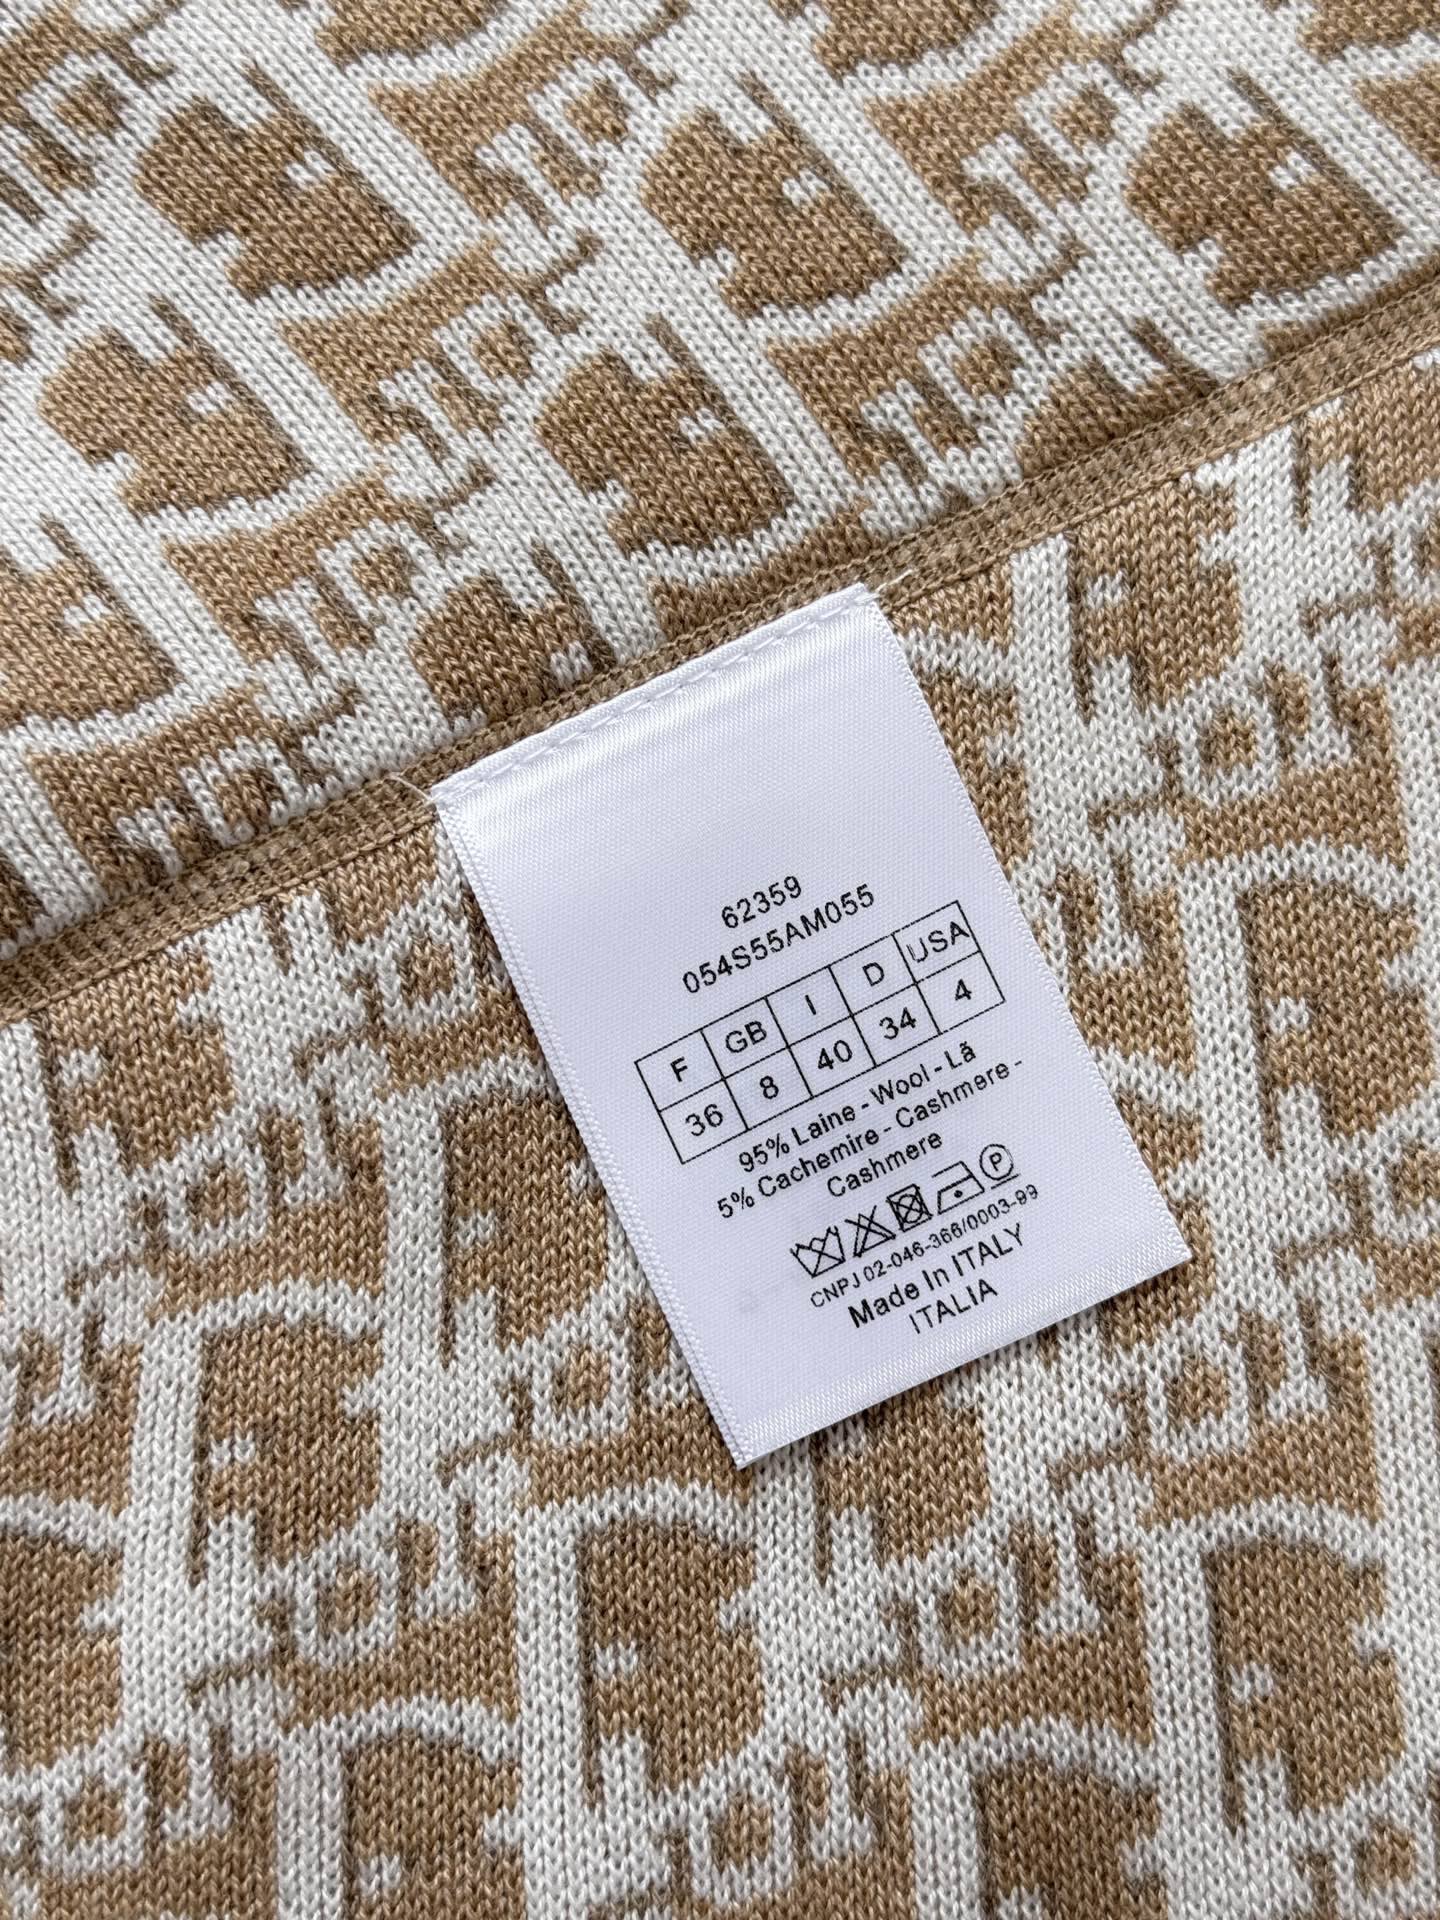 62359
054S55AM055
F GB I D USA
36 8 40 34 4
95% Laine - Wool - Lã
5% Cachemire - Cashmere -
Cashmere
P
CNPJ 02-046-366/0003-99
Made In ITALY
ITALIA